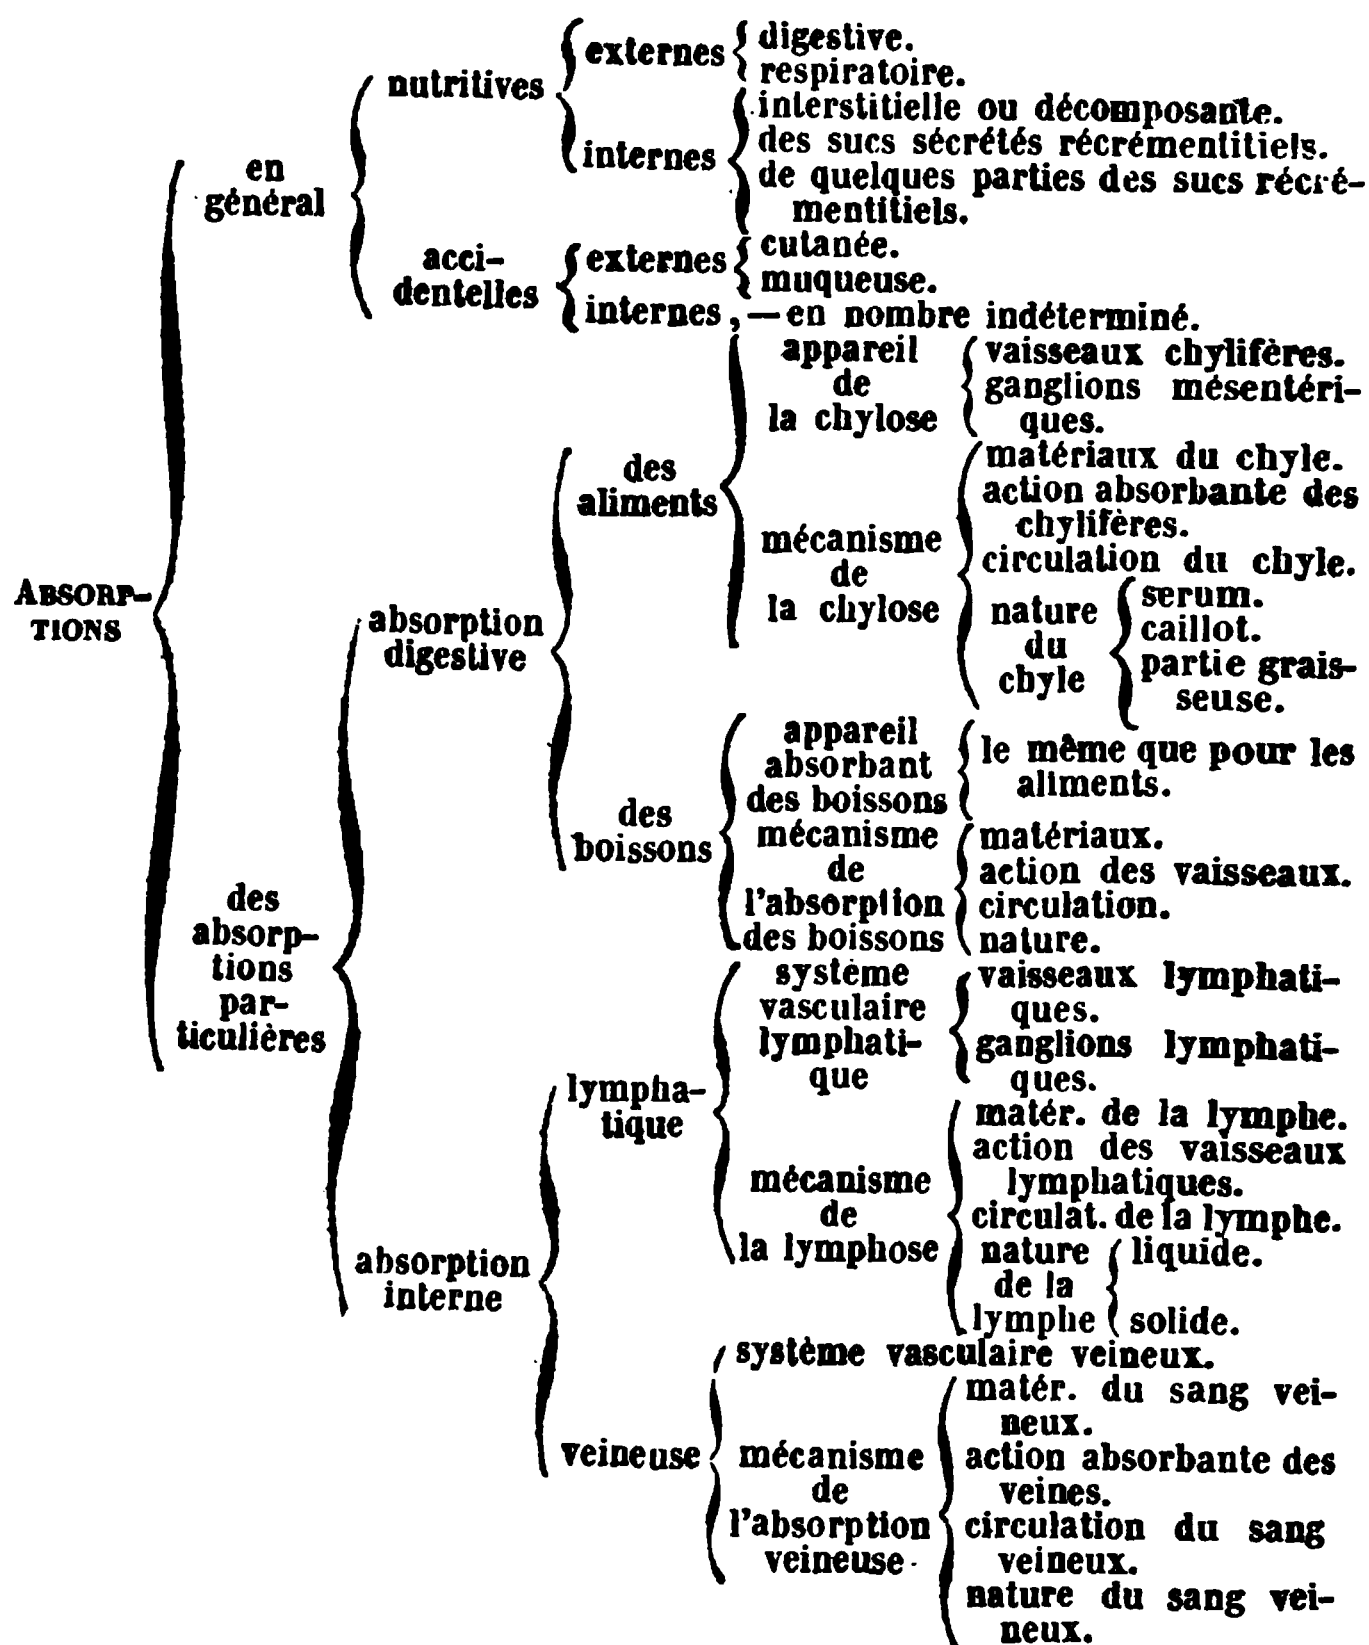 ABSORP-
TIONS
en
général
nutritives
externes
digestive.
respiratoire.
internes
interstitielle ou décomposante.
des sucs sécrétés récrémentitiels.
de quelques parties des sucs récré-
mentitiels.
acci-
dentelles
externes
cutanée.
muqueuse.
internes, — en nombre indéterminé.
des
absorp-
tions
par-
ticulières
absorption
digestive
des
aliments
appareil
de
la chylose
vaisseaux chylifères.
ganglions mésentéri-
ques.
mécanisme
de
la chylose
matériaux du chyle.
action absorbante des
chylifères.
circulation du chyle.
nature
du
chyle
serum.
caillot.
partie grais-
seuse.
des
boissons
appareil
absorbant
des boissons
le même que pour les
aliments.
mécanisme
de
l'absorption
des boissons
matériaux.
action des vaisseaux.
circulation.
nature.
absorption
interne
lympha-
tique
système
vasculaire
lymphati-
que
vaisseaux lymphati-
ques.
ganglions lymphati-
ques.
mécanisme
de
la lymphose
matér. de la lymphe.
action des vaisseaux
lymphatiques.
circulat. de la lymphe.
nature
de la
lymphe
liquide.
solide.
veineuse
système vasculaire veineux.
mécanisme
de
l'absorption
veineuse
matér. du sang vei-
neux.
action absorbante des
veines.
circulation du sang
veineux.
nature du sang vei-
neux.